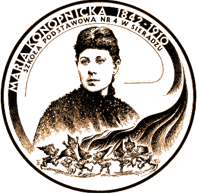 MARIA KONOPNICKA 1842-1910
SZKOŁA PODSTAWOWA NR 4 W SIERADZU